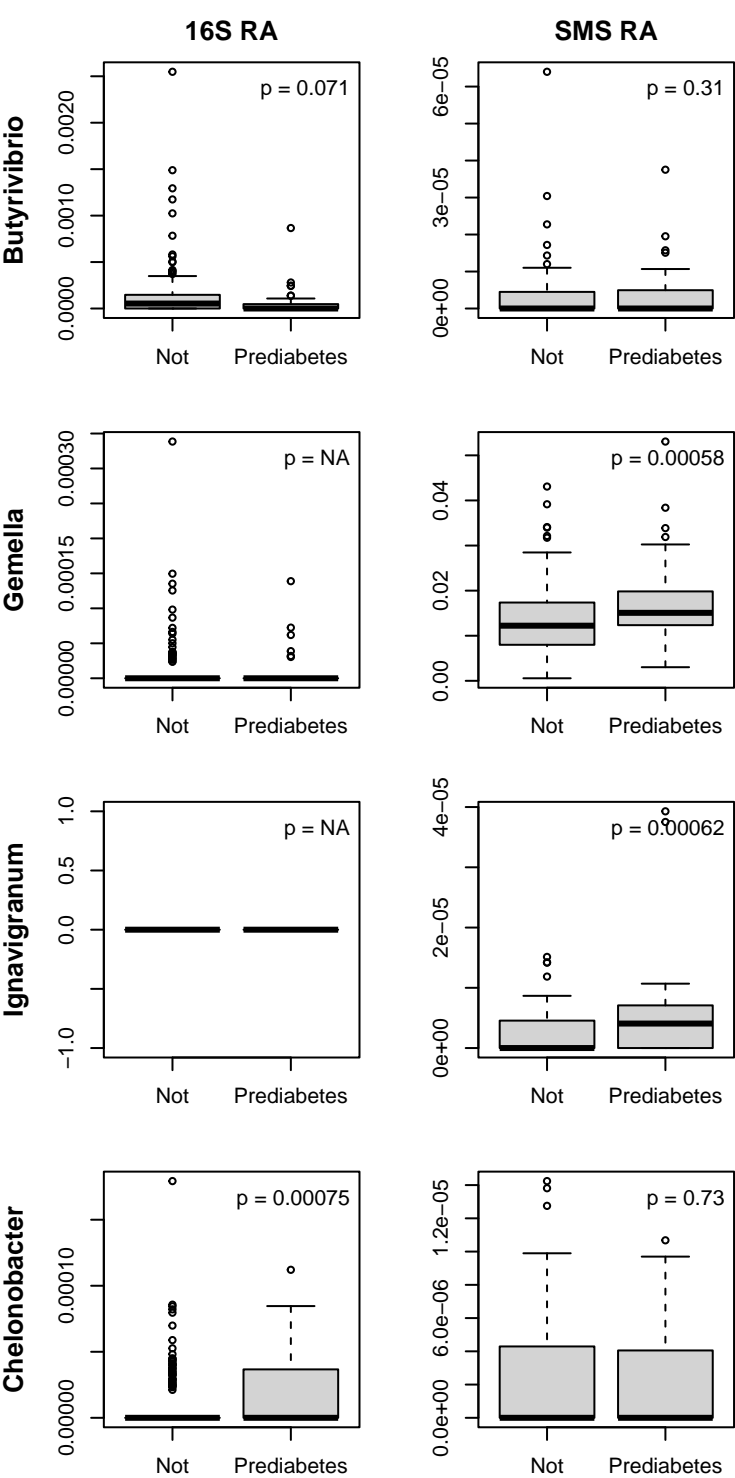 16S RA
SMS RA
Butyrivibrio
0.0000
0.0010
0.0020
p = 0.071
Not
Prediabetes
0e+00
3e−05
6e−05
p = 0.31
Not
Prediabetes
Gemella
0.00000
0.00015
0.00030
p = NA
Not
Prediabetes
0.00
0.02
0.04
p = 0.00058
Not
Prediabetes
Ignavigranum
−1.0
0.0
0.5
1.0
p = NA
Not
Prediabetes
0e+00
2e−05
4e−05
p = 0.00062
Not
Prediabetes
Chelonobacter
0.00000
0.00010
p = 0.00075
Not
Prediabetes
0.0e+00
6.0e−06
1.2e−05
p = 0.73
Not
Prediabetes